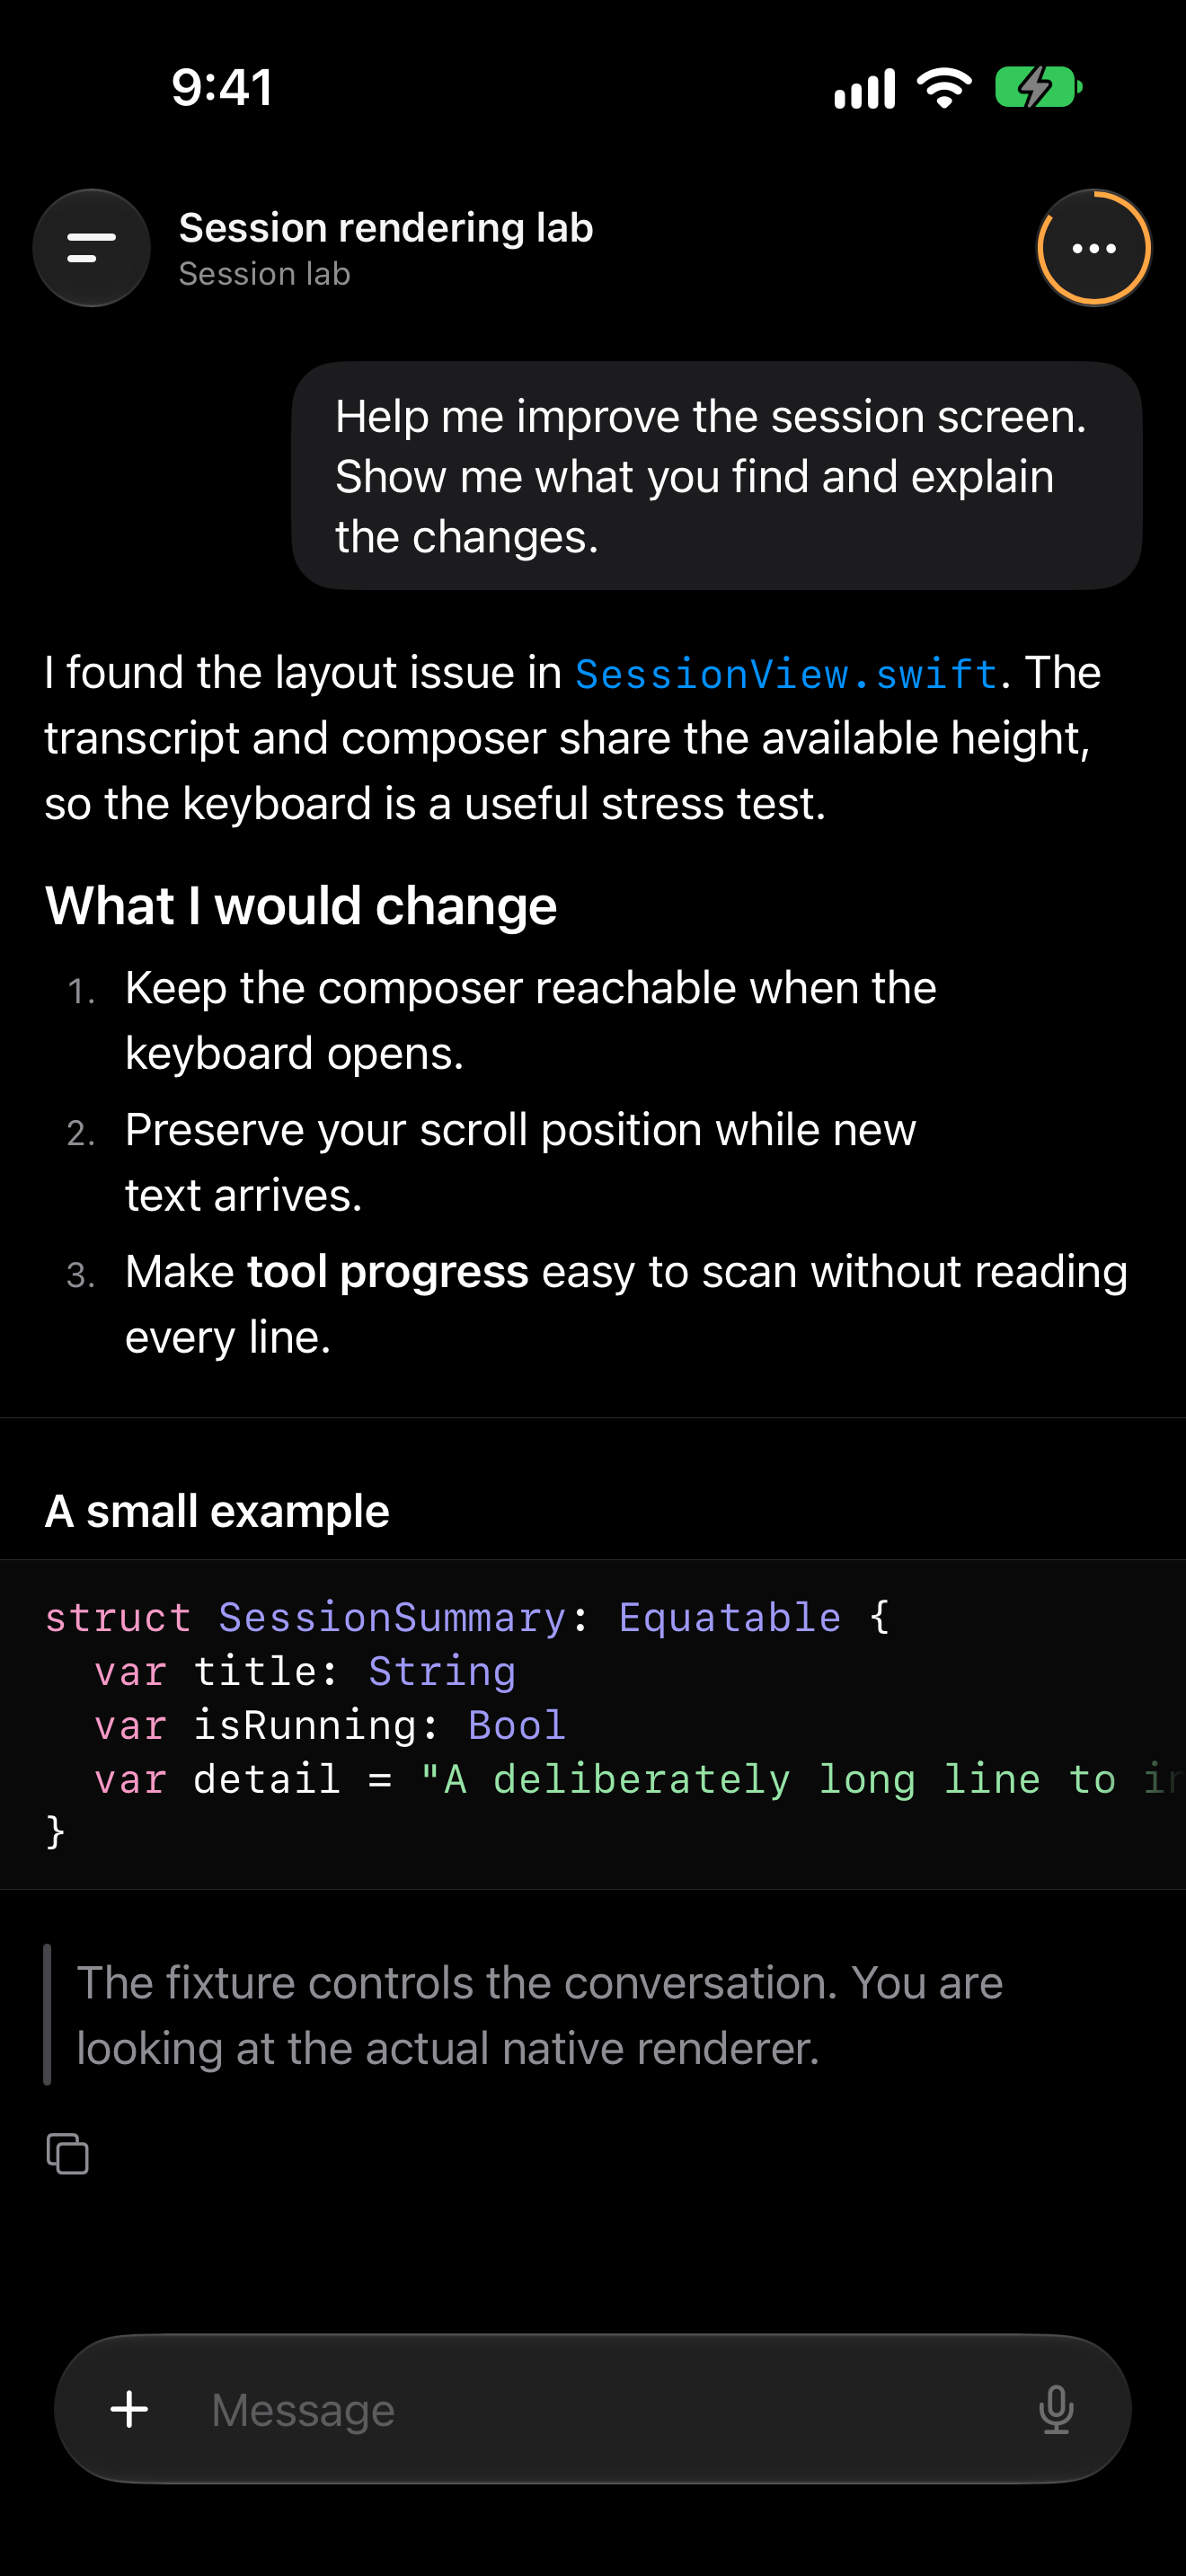 9:41
Session rendering lab
Session lab
Help me improve the session screen.
Show me what you find and explain
the changes.
I found the layout issue in SessionView.swift. The
transcript and composer share the available height,
so the keyboard is a useful stress test.
What I would change
1. Keep the composer reachable when the
keyboard opens.
2. Preserve your scroll position while new
text arrives.
3. Make tool progress easy to scan without reading
every line.
A small example
struct SessionSummary: Equatable {
  var title: String
  var isRunning: Bool
  var detail = "A deliberately long line to
}
The fixture controls the conversation. You are
looking at the actual native renderer.
Message